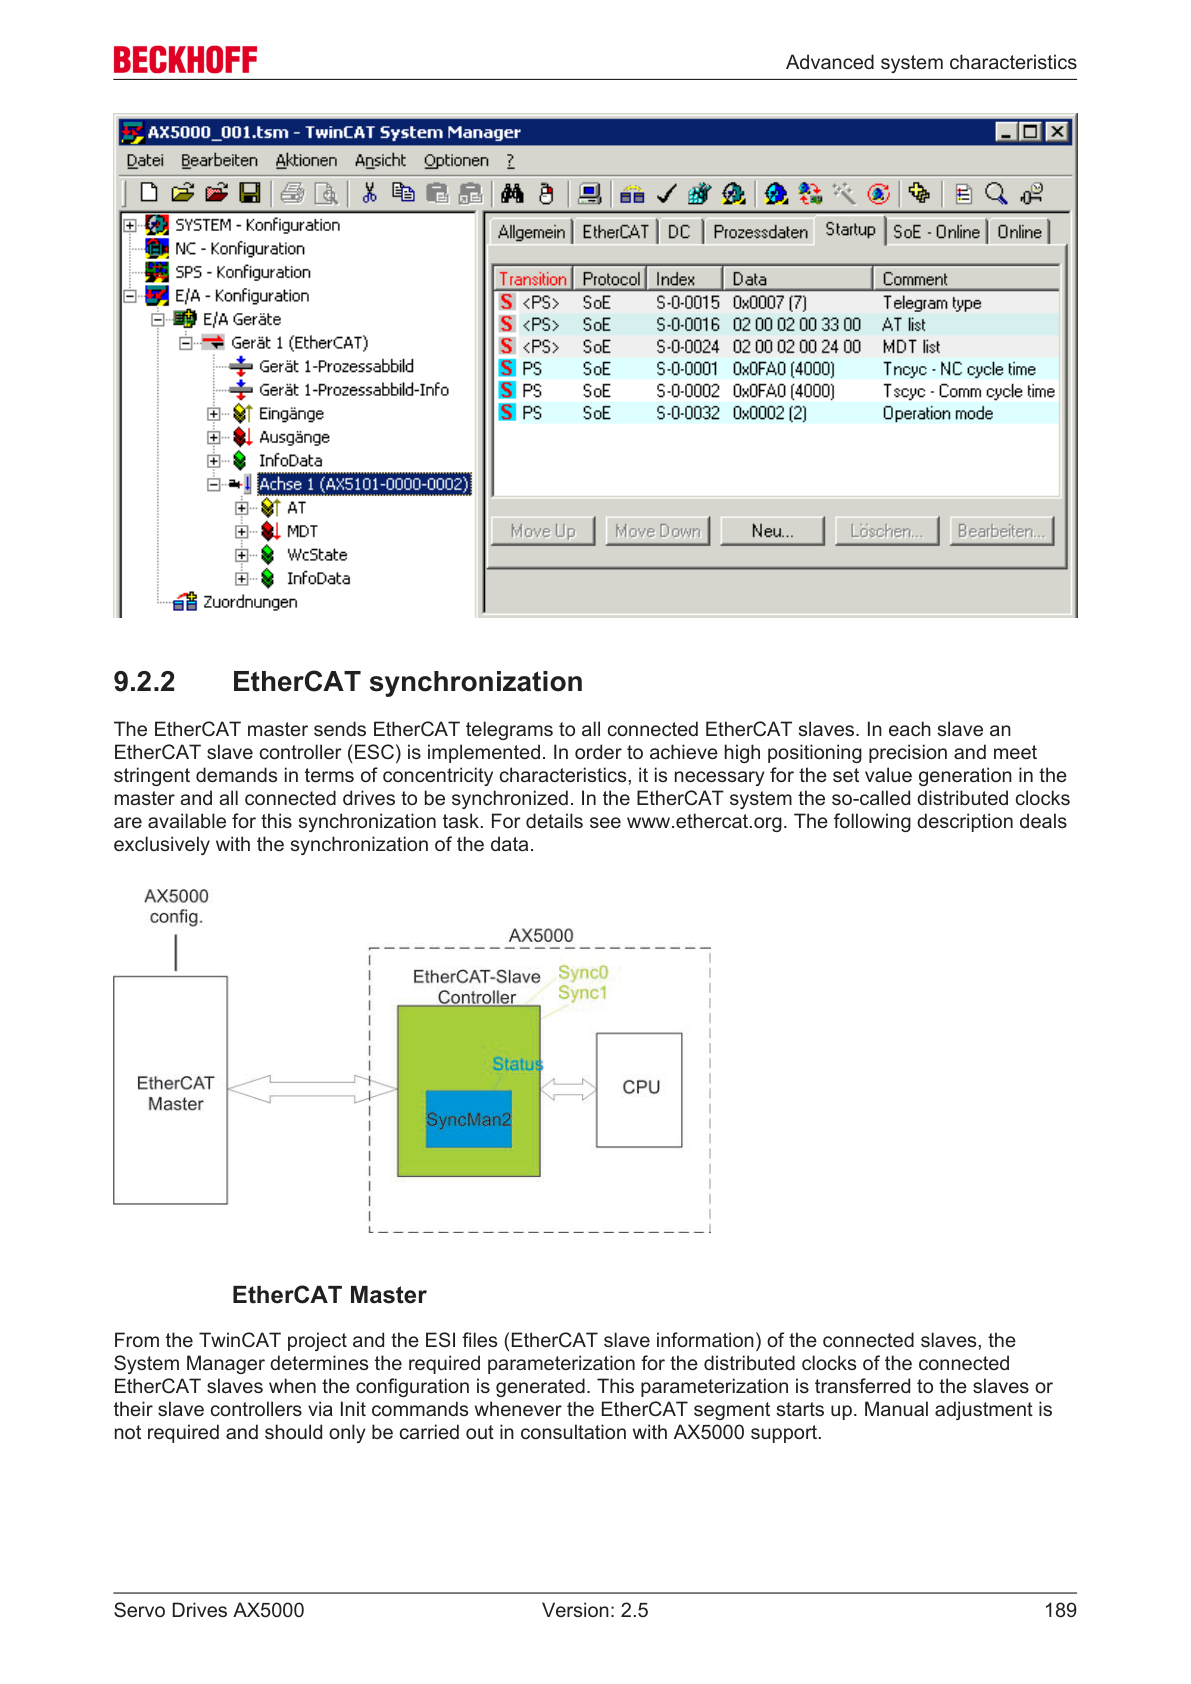 BECKHOFF
Advanced system characteristics
AX5000_001.tsm - TwinCAT System Manager
Datei Bearbeiten Aktionen Ansicht Optionen ?
SYSTEM - Konfiguration
NC - Konfiguration
SPS - Konfiguration
E/A - Konfiguration
E/A Geräte
Gerät 1 (EtherCAT)
Gerät 1-Prozessabbild
Gerät 1-Prozessabbild-Info
Eingänge
Ausgänge
InfoData
Achse 1 (AX5101-0000-0002)
AT
MDT
WcState
InfoData
Zuordnungen
Allgemein EtherCAT DC Prozessdaten Startup SoE - Online Online
Transition Protocol Index Data Comment
S <PS> SoE S-0-0015 0x0007 (7) Telegram type
S <PS> SoE S-0-0016 02 00 02 00 33 00 AT list
S <PS> SoE S-0-0024 02 00 02 00 24 00 MDT list
S PS SoE S-0-0001 0x0FA0 (4000) Tncyc - NC cycle time
S PS SoE S-0-0002 0x0FA0 (4000) Tscyc - Comm cycle time
S PS SoE S-0-0032 0x0002 (2) Operation mode
Move Up Move Down Neu... Löschen... Bearbeiten...
9.2.2 EtherCAT synchronization
The EtherCAT master sends EtherCAT telegrams to all connected EtherCAT slaves. In each slave an
EtherCAT slave controller (ESC) is implemented. In order to achieve high positioning precision and meet
stringent demands in terms of concentricity characteristics, it is necessary for the set value generation in the
master and all connected drives to be synchronized. In the EtherCAT system the so-called distributed clocks
are available for this synchronization task. For details see www.ethercat.org. The following description deals
exclusively with the synchronization of the data.
AX5000
config.
AX5000
EtherCAT-Slave
Controller
Sync0
Sync1
Status
SyncMan2
EtherCAT
Master
CPU
EtherCAT Master
From the TwinCAT project and the ESI files (EtherCAT slave information) of the connected slaves, the
System Manager determines the required parameterization for the distributed clocks of the connected
EtherCAT slaves when the configuration is generated. This parameterization is transferred to the slaves or
their slave controllers via Init commands whenever the EtherCAT segment starts up. Manual adjustment is
not required and should only be carried out in consultation with AX5000 support.
Servo Drives AX5000 Version: 2.5 189